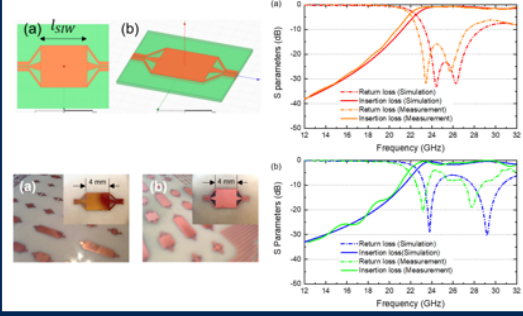 (a)
l_SIW
(b)
(a)
4 mm
(b)
4 mm
(a)
S parameters (dB)
0
-10
-20
-30
-40
-50
Return loss (Simulation)
Insertion loss (Simulation)
Return loss (Measurement)
Insertion loss (Measurement)
12 14 16 18 20 22 24 26 28 30 32
Frequency (GHz)
(b)
S Parameters (dB)
0
-10
-20
-30
-40
-50
Return loss (Simulation)
Insertion loss(Simulation)
Return loss (Measurement)
Insertion loss (Measurement)
12 14 16 18 20 22 24 26 28 30 32
Frequency (GHz)